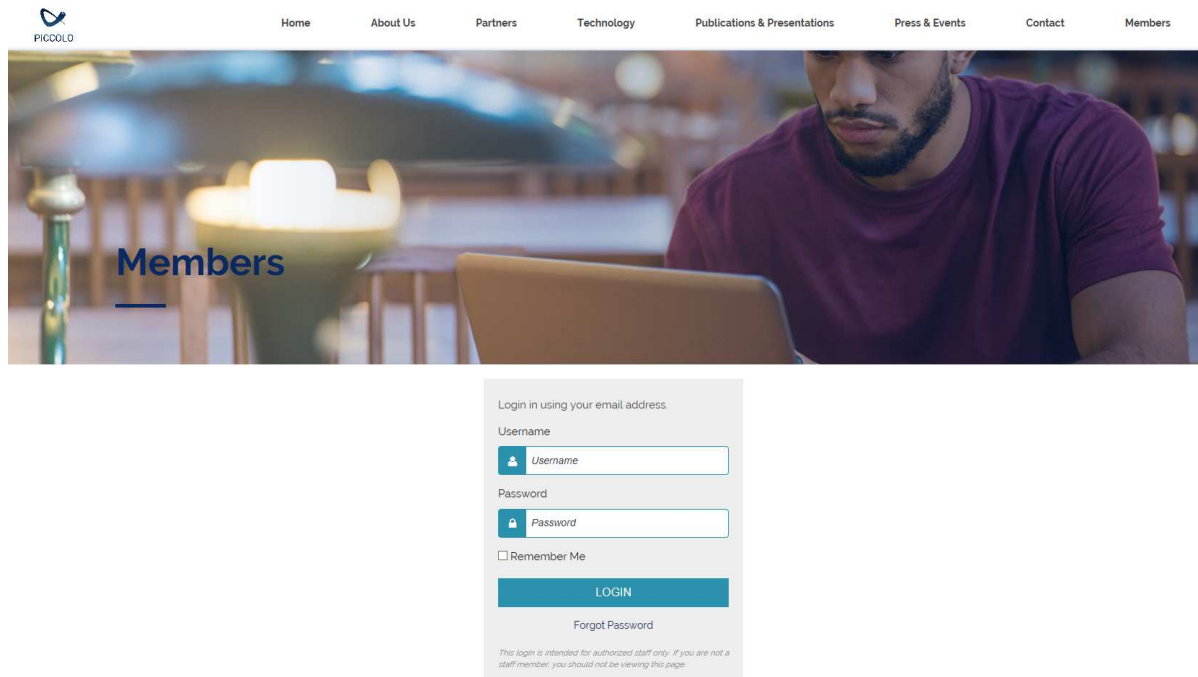 PICCOLO
Home About Us Partners Technology Publications & Presentations Press & Events Contact Members
Members
Login in using your email address.
Username
Username
Password
Password
Remember Me
LOGIN
Forgot Password
This login is intended for authorized staff only. If you are not a
staff member, you should not be viewing this page.